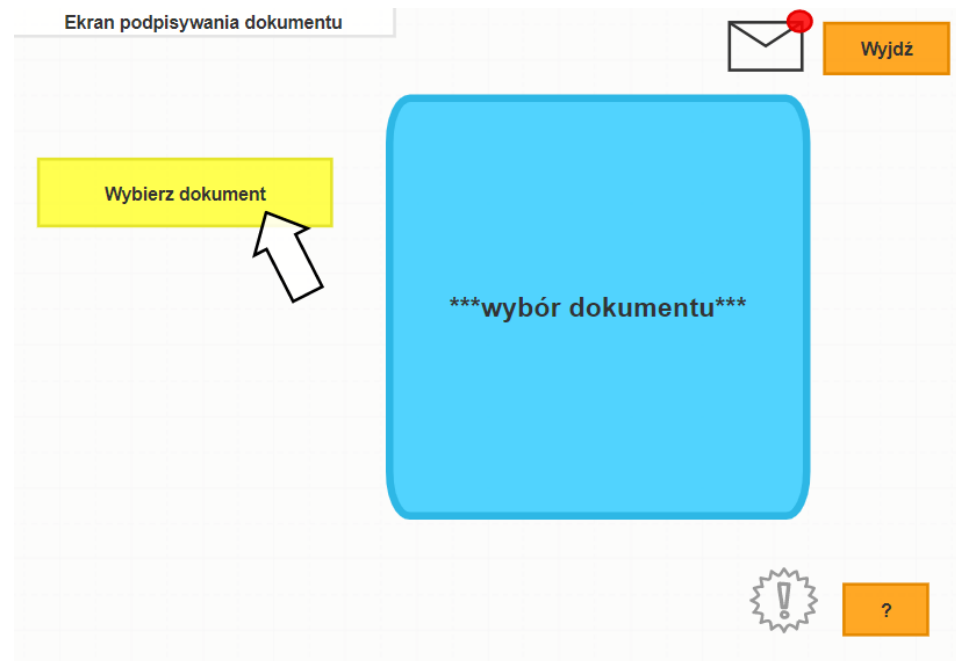 Ekran podpisywania dokumentu
Wyjdź
Wybierz dokument
***wybór dokumentu***
!
?